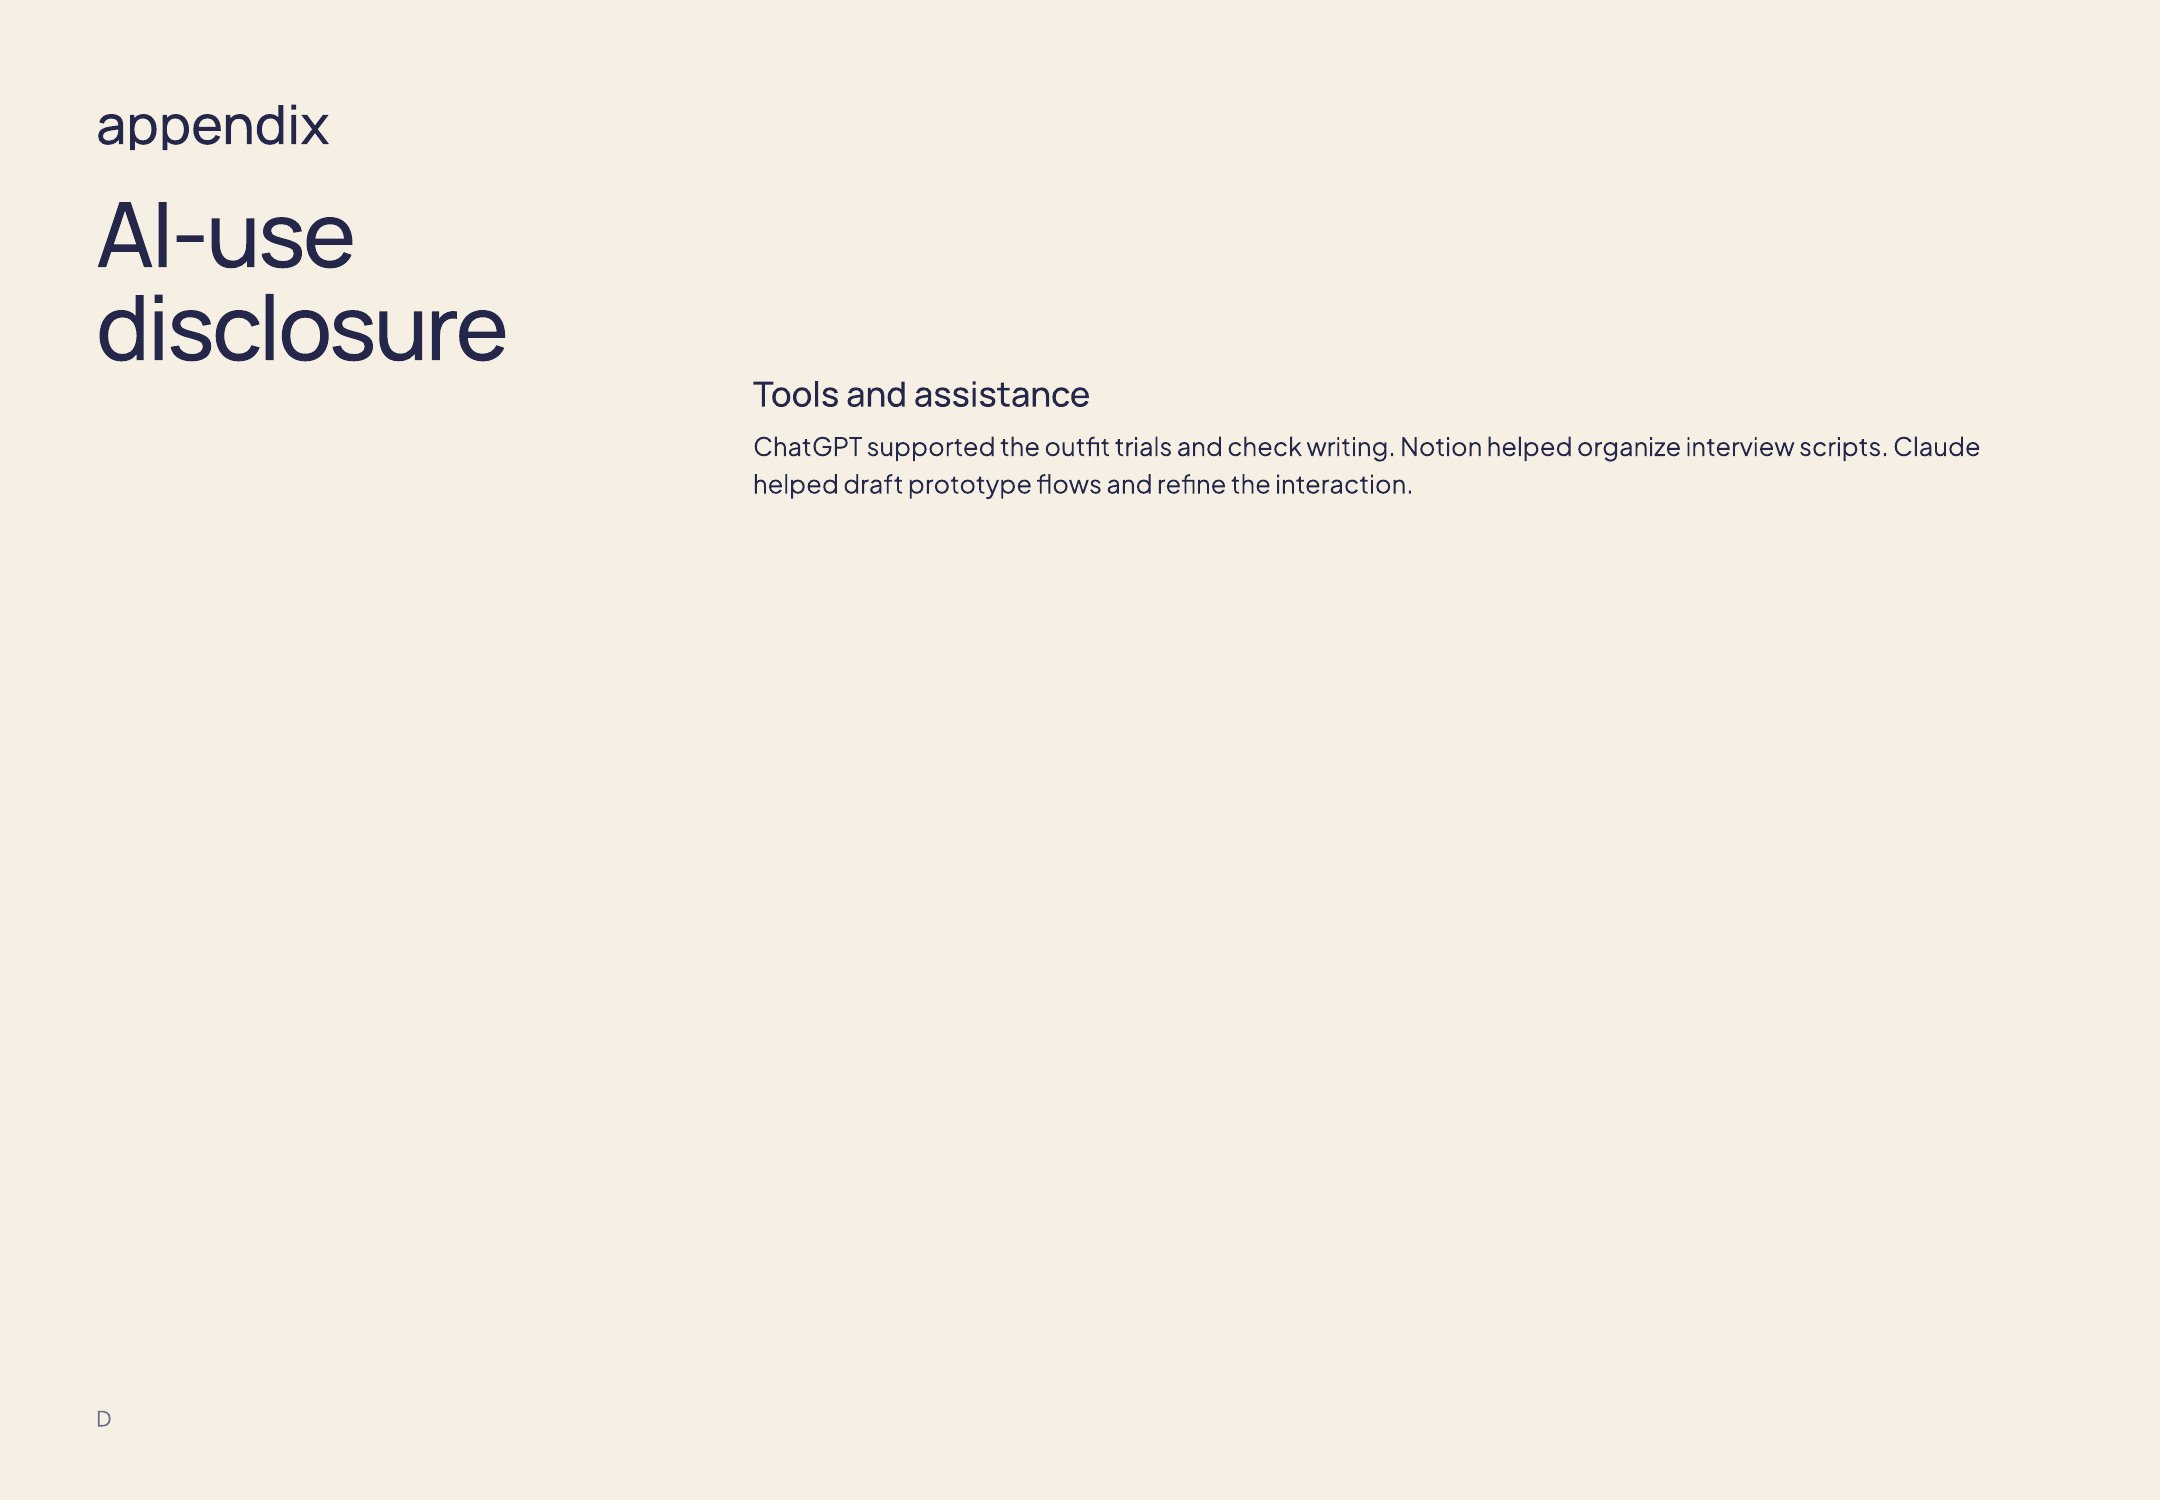 appendix
AI-use
disclosure
Tools and assistance
ChatGPT supported the outfit trials and check writing. Notion helped organize interview scripts. Claude
helped draft prototype flows and refine the interaction.
D